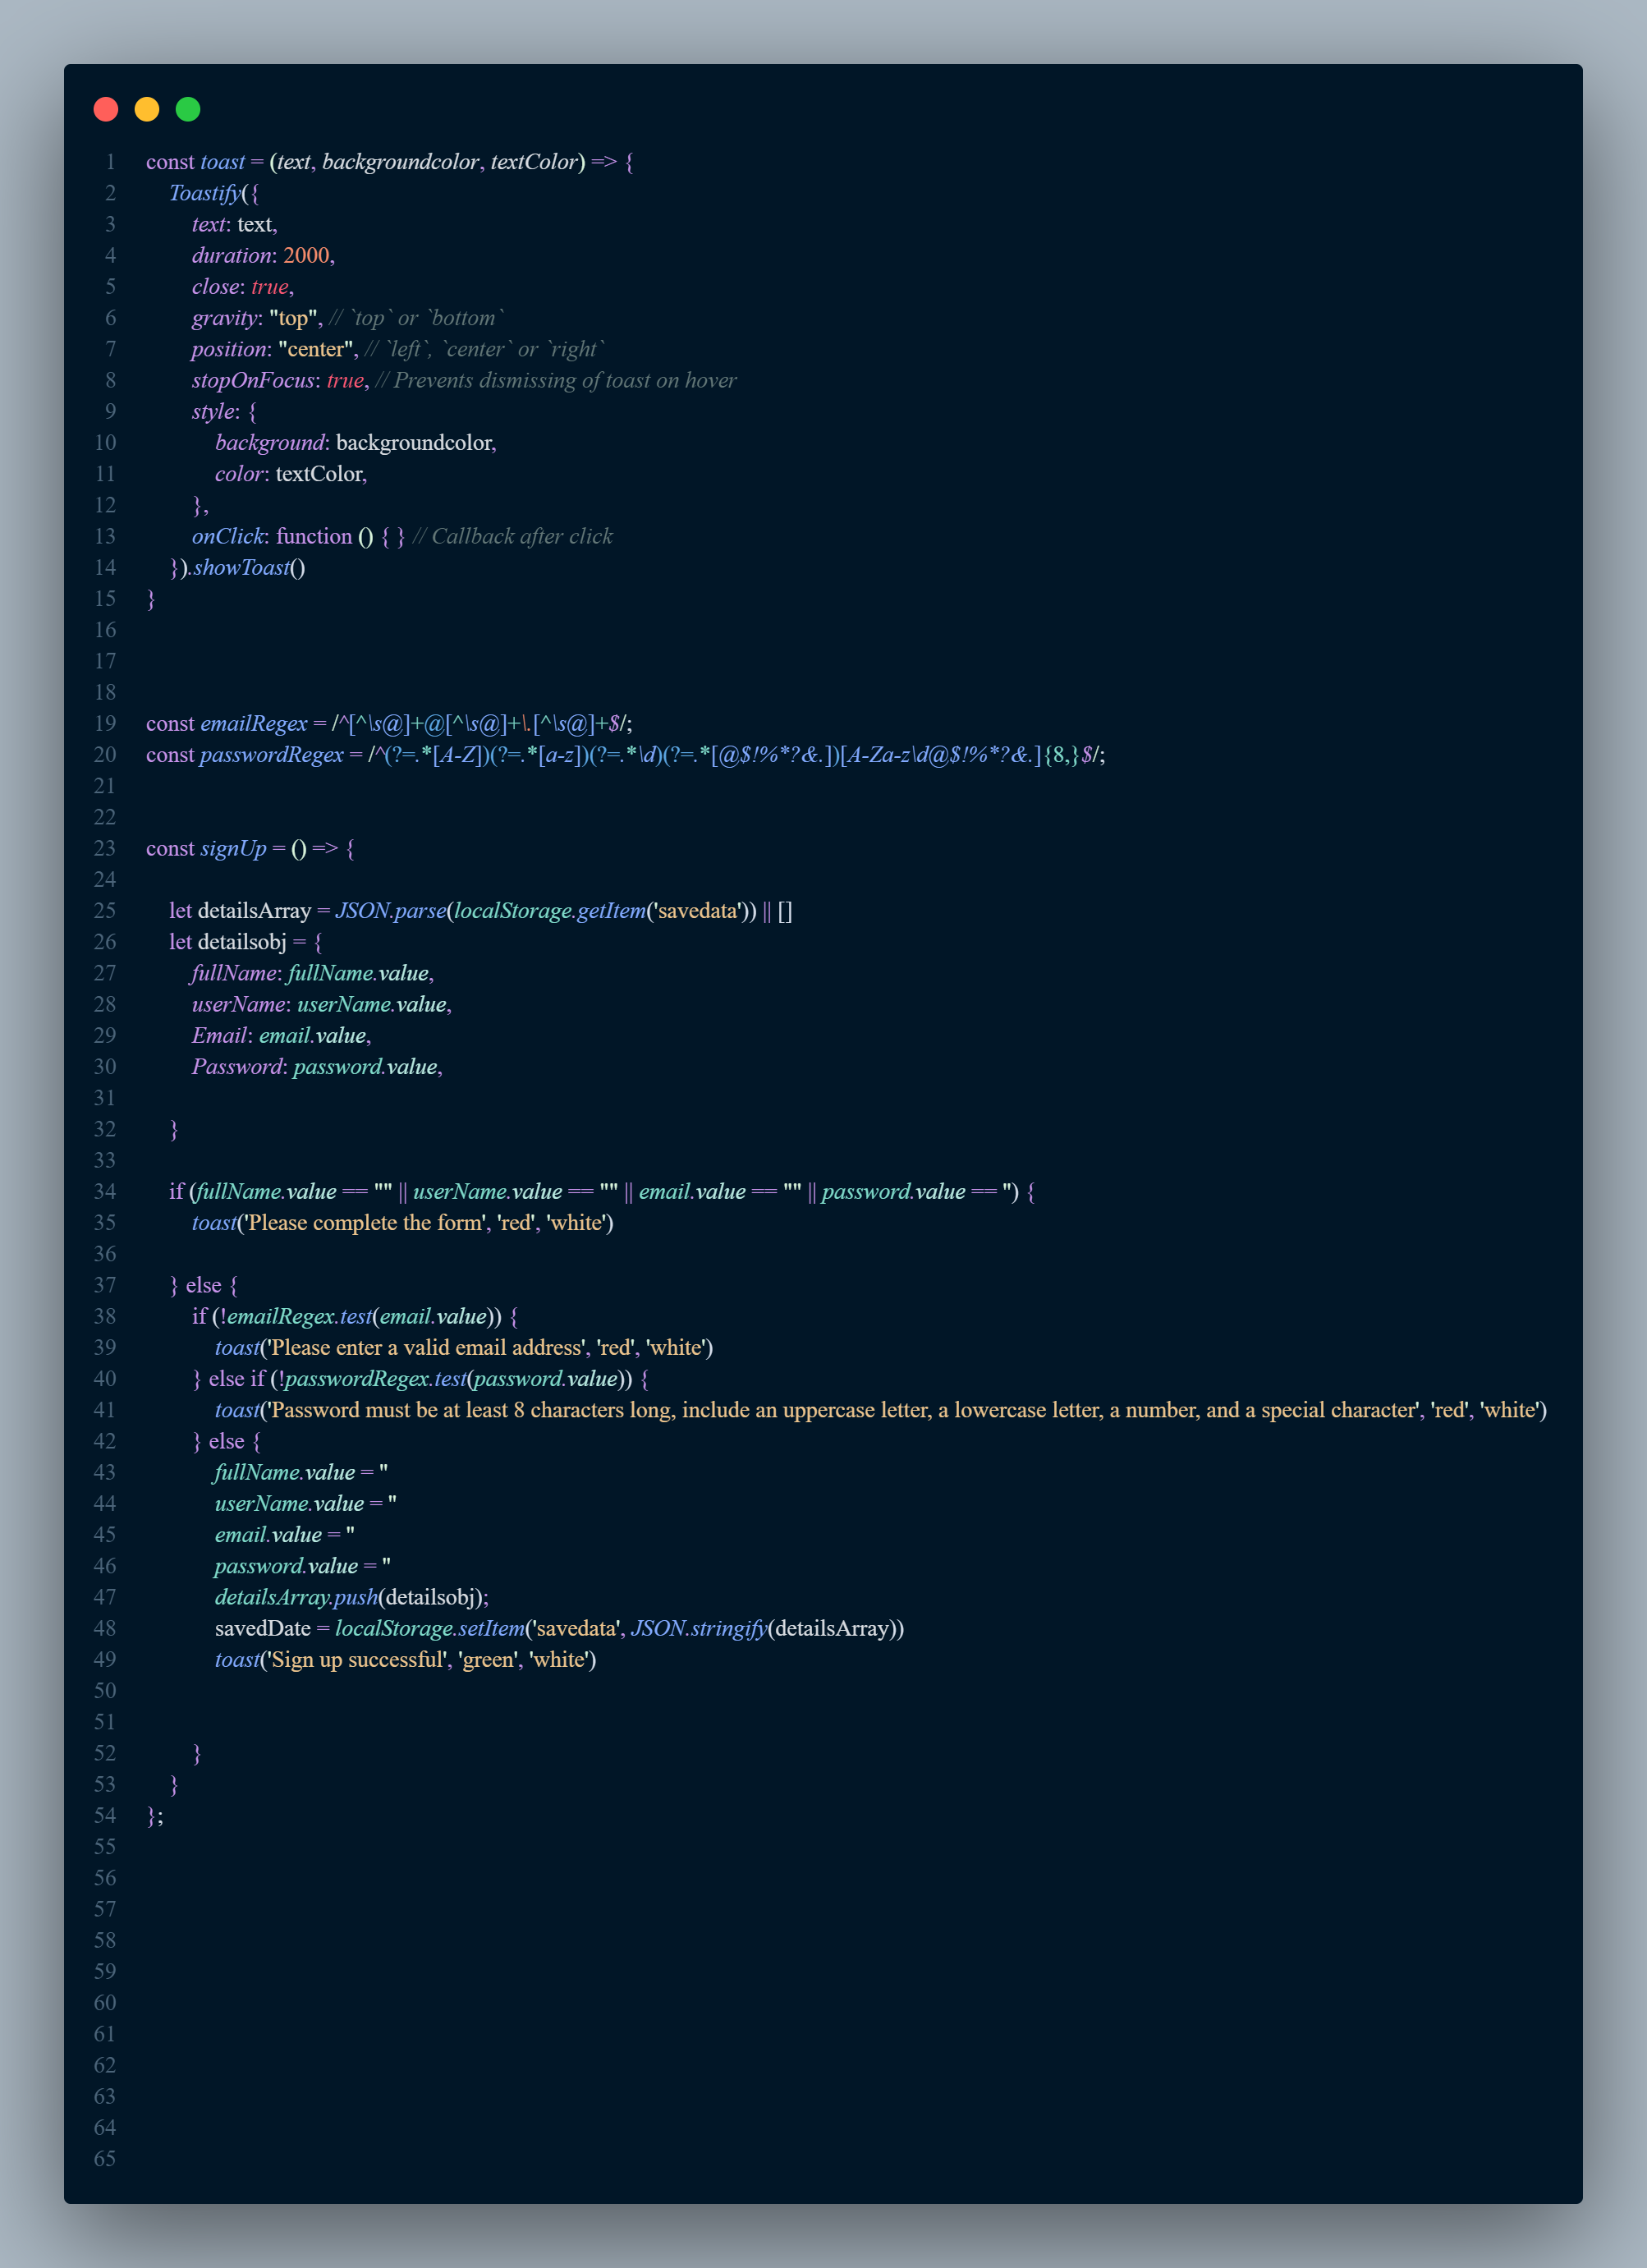 1 const toast = (text, backgroundcolor, textColor) => {
2     Toastify({
3         text: text,
4         duration: 2000,
5         close: true,
6         gravity: "top", // `top` or `bottom`
7         position: "center", // `left`, `center` or `right`
8         stopOnFocus: true, // Prevents dismissing of toast on hover
9         style: {
10             background: backgroundcolor,
11             color: textColor,
12         },
13         onClick: function () { } // Callback after click
14     }).showToast()
15 }
16
17
18
19 const emailRegex = /^[^\s@]+@[^\s@]+\.[^\s@]+$/;
20 const passwordRegex = /^(?=.*[A-Z])(?=.*[a-z])(?=.*\d)(?=.*[@$!%*?&.])[A-Za-z\d@$!%*?&.]{8,}$/;
21
22
23 const signUp = () => {
24
25     let detailsArray = JSON.parse(localStorage.getItem('savedata')) || []
26     let detailsobj = {
27         fullName: fullName.value,
28         userName: userName.value,
29         Email: email.value,
30         Password: password.value,
31
32     }
33
34     if (fullName.value == "" || userName.value == "" || email.value == "" || password.value == '') {
35         toast('Please complete the form', 'red', 'white')
36
37     } else {
38         if (!emailRegex.test(email.value)) {
39             toast('Please enter a valid email address', 'red', 'white')
40         } else if (!passwordRegex.test(password.value)) {
41             toast('Password must be at least 8 characters long, include an uppercase letter, a lowercase letter, a number, and a special character', 'red', 'white')
42         } else {
43             fullName.value = ''
44             userName.value = ''
45             email.value = ''
46             password.value = ''
47             detailsArray.push(detailsobj);
48             savedDate = localStorage.setItem('savedata', JSON.stringify(detailsArray))
49             toast('Sign up successful', 'green', 'white')
50
51
52         }
53     }
54 };
55
56
57
58
59
60
61
62
63
64
65